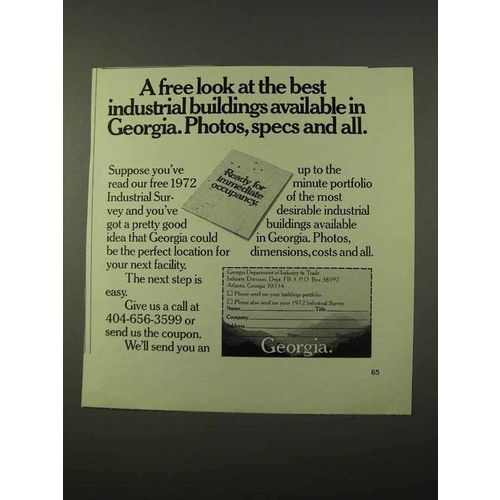 A free look at the best
industrial buildings available in
Georgia. Photos, specs and all.
Suppose you've
read our free 1972
Industrial Sur-
vey and you've
got a pretty good
idea that Georgia could
be the perfect location for
your next facility.
The next step is
easy.
Give us a call at
404-656-3599 or
send us the coupon.
We'll send you an
Ready for
immediate
occupancy.
up to the
minute portfolio
of the most
desirable industrial
buildings available
in Georgia. Photos,
dimensions, costs and all.
Georgia Department of Industry & Trade
Industry Division, Dept. FB-3, P.O. Box 38097,
Atlanta, Georgia 30334
Please send me your buildings portfolio.
Please also send me your 1972 Industrial Survey.
Name Title
Company
Address
State
Georgia.
65